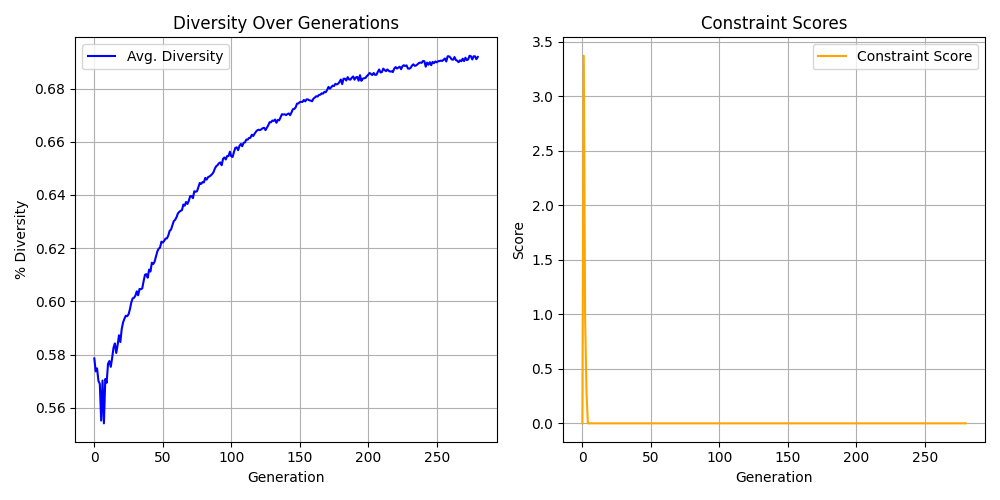 Diversity Over Generations
Avg. Diversity
% Diversity
0.68
0.66
0.64
0.62
0.60
0.58
0.56
0 50 100 150 200 250
Generation
Constraint Scores
Constraint Score
Score
3.5
3.0
2.5
2.0
1.5
1.0
0.5
0.0
0 50 100 150 200 250
Generation